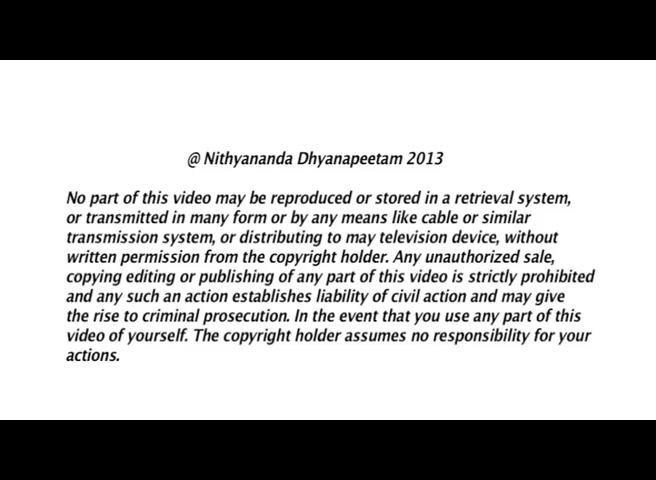 @ Nithyananda Dhyanapeetam 2013
No part of this video may be reproduced or stored in a retrieval system,
or transmitted in many form or by any means like cable or similar
transmission system, or distributing to may television device, without
written permission from the copyright holder. Any unauthorized sale,
copying editing or publishing of any part of this video is strictly prohibited
and any such an action establishes liability of civil action and may give
the rise to criminal prosecution. In the event that you use any part of this
video of yourself. The copyright holder assumes no responsibility for your
actions.